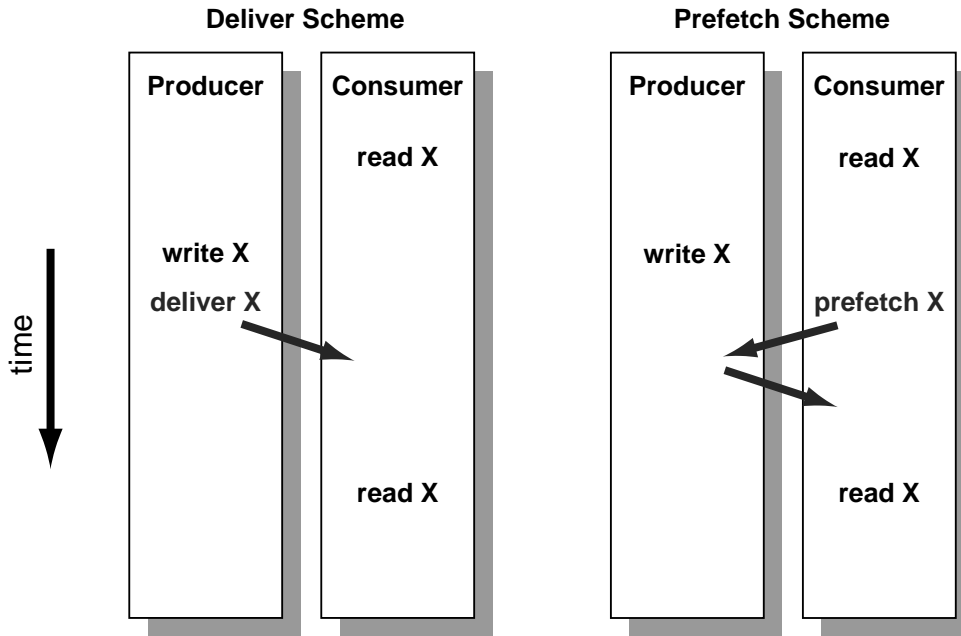 Deliver Scheme
Prefetch Scheme
Producer
Consumer
Producer
Consumer
read X
read X
write X
write X
deliver X
prefetch X
time
read X
read X